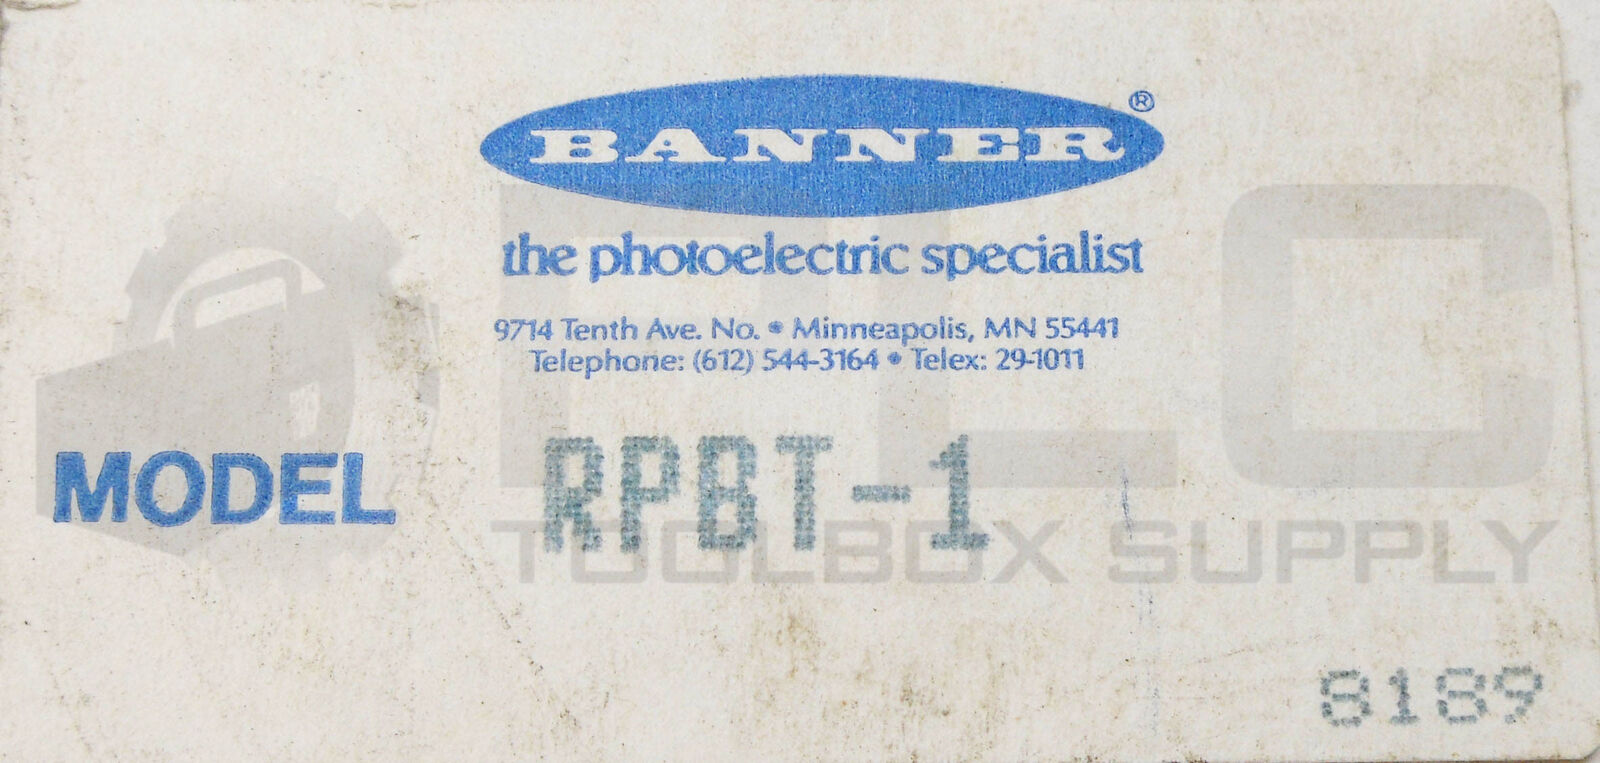 BANNER®
the photoelectric specialist
9714 Tenth Ave. No. • Minneapolis, MN 55441
Telephone: (612) 544-3164 • Telex: 29-1011
MODEL RPBT-1
PLC
TOOLBOX SUPPLY
8189